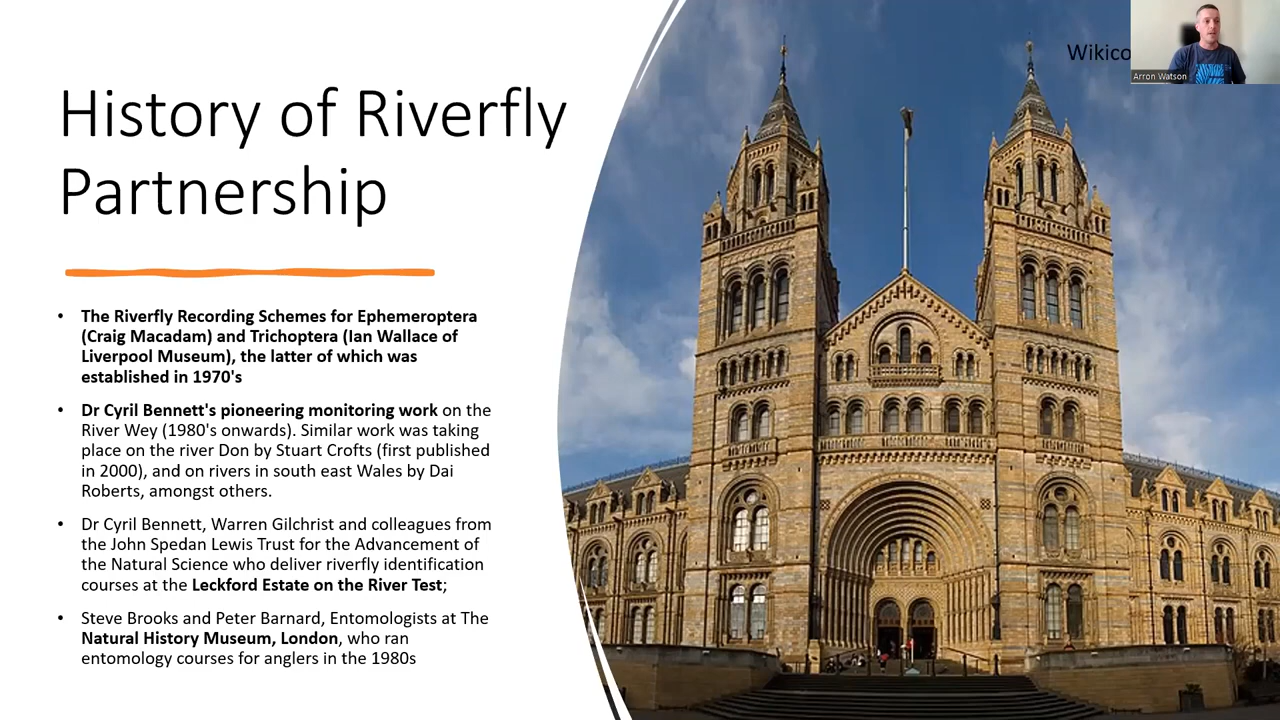 History of Riverfly
Partnership
• The Riverfly Recording Schemes for Ephemeroptera
(Craig Macadam) and Trichoptera (Ian Wallace of
Liverpool Museum), the latter of which was
established in 1970's
• Dr Cyril Bennett's pioneering monitoring work on the
River Wey (1980's onwards). Similar work was taking
place on the river Don by Stuart Crofts (first published
in 2000), and on rivers in south east Wales by Dai
Roberts, amongst others.
• Dr Cyril Bennett, Warren Gilchrist and colleagues from
the John Spedan Lewis Trust for the Advancement of
the Natural Science who deliver riverfly identification
courses at the Leckford Estate on the River Test;
• Steve Brooks and Peter Barnard, Entomologists at The
Natural History Museum, London, who ran
entomology courses for anglers in the 1980s
Wikico
Arron Watson